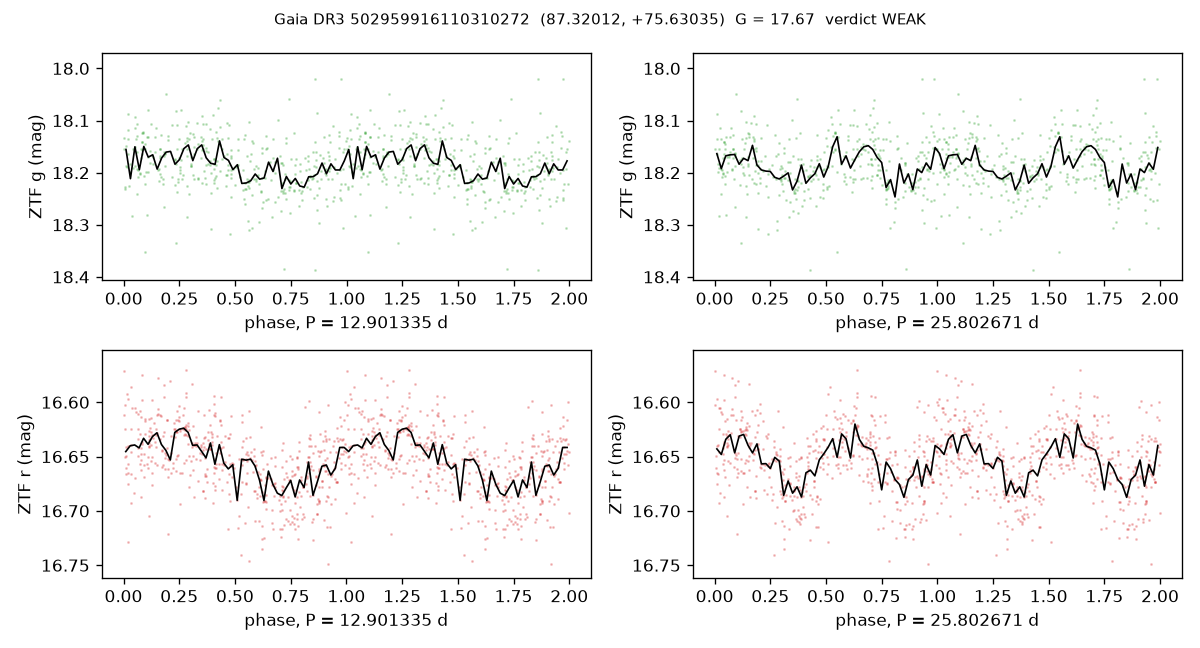 Gaia DR3 502959916110310272 (87.32012, +75.63035) G = 17.67 verdict WEAK
18.0
18.1
18.2
18.3
18.4
ZTF g (mag)
0.00 0.25 0.50 0.75 1.00 1.25 1.50 1.75 2.00
phase, P = 12.901335 d
18.0
18.1
18.2
18.3
18.4
ZTF g (mag)
0.00 0.25 0.50 0.75 1.00 1.25 1.50 1.75 2.00
phase, P = 25.802671 d
16.60
16.65
16.70
16.75
ZTF r (mag)
0.00 0.25 0.50 0.75 1.00 1.25 1.50 1.75 2.00
phase, P = 12.901335 d
16.60
16.65
16.70
16.75
ZTF r (mag)
0.00 0.25 0.50 0.75 1.00 1.25 1.50 1.75 2.00
phase, P = 25.802671 d